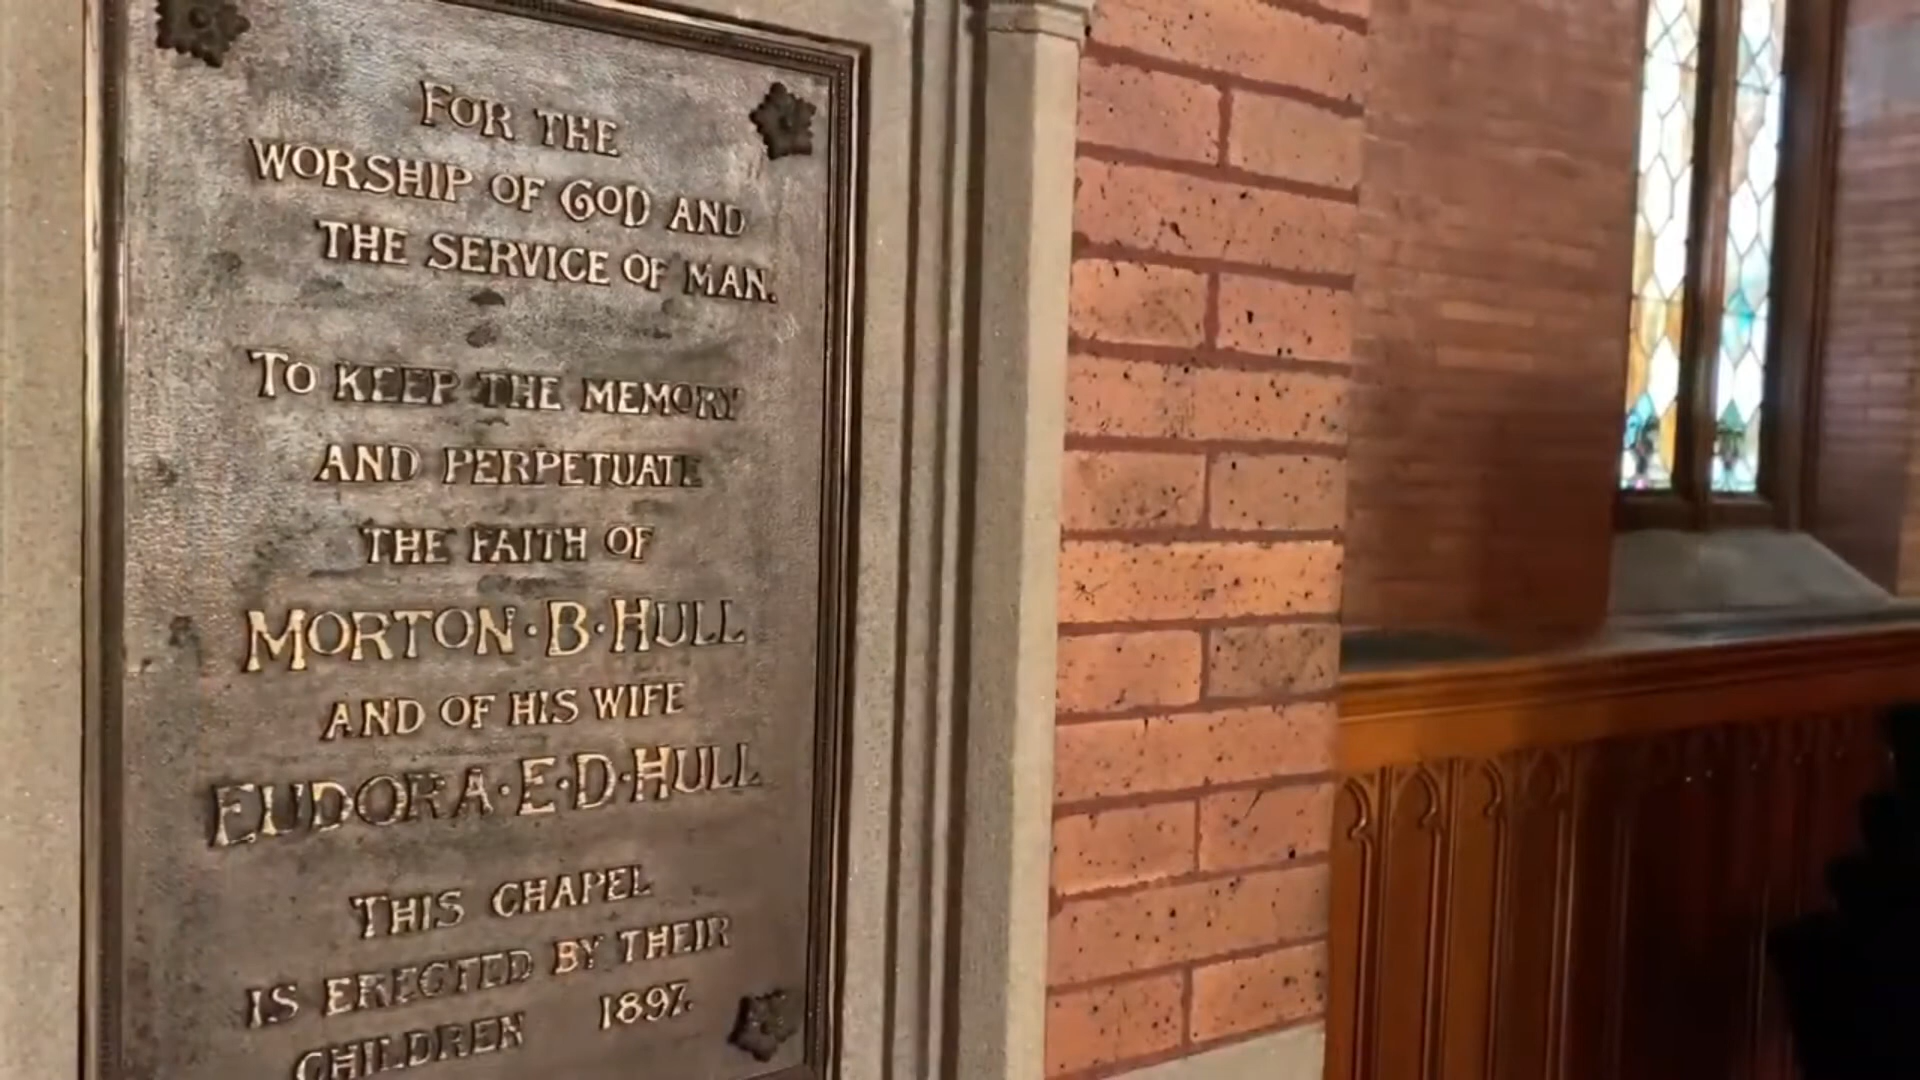 FOR THE
WORSHIP OF GOD AND
THE SERVICE OF MAN.
TO KEEP THE MEMORY
AND PERPETUATE
THE FAITH OF
MORTON·B·HULL
AND OF HIS WIFE
EUDORA·E·D·HULL
THIS CHAPEL
IS ERECTED BY THEIR
CHILDREN 1897.